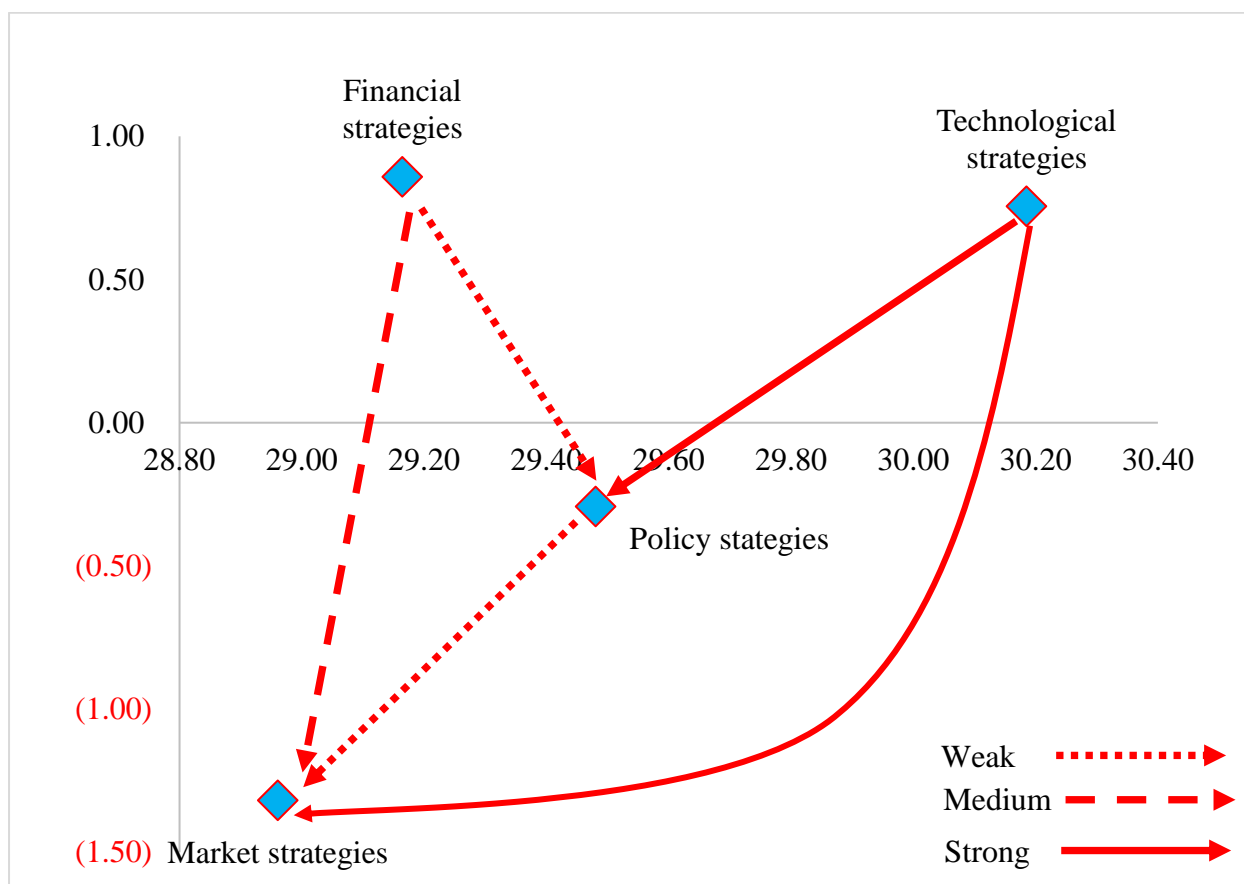 Financial
strategies
Technological
strategies
1.00
0.50
0.00
28.80 29.00 29.20 29.40 29.60 29.80 30.00 30.20 30.40
Policy stategies
(0.50)
(1.00)
Weak
Medium
Strong
(1.50) Market strategies